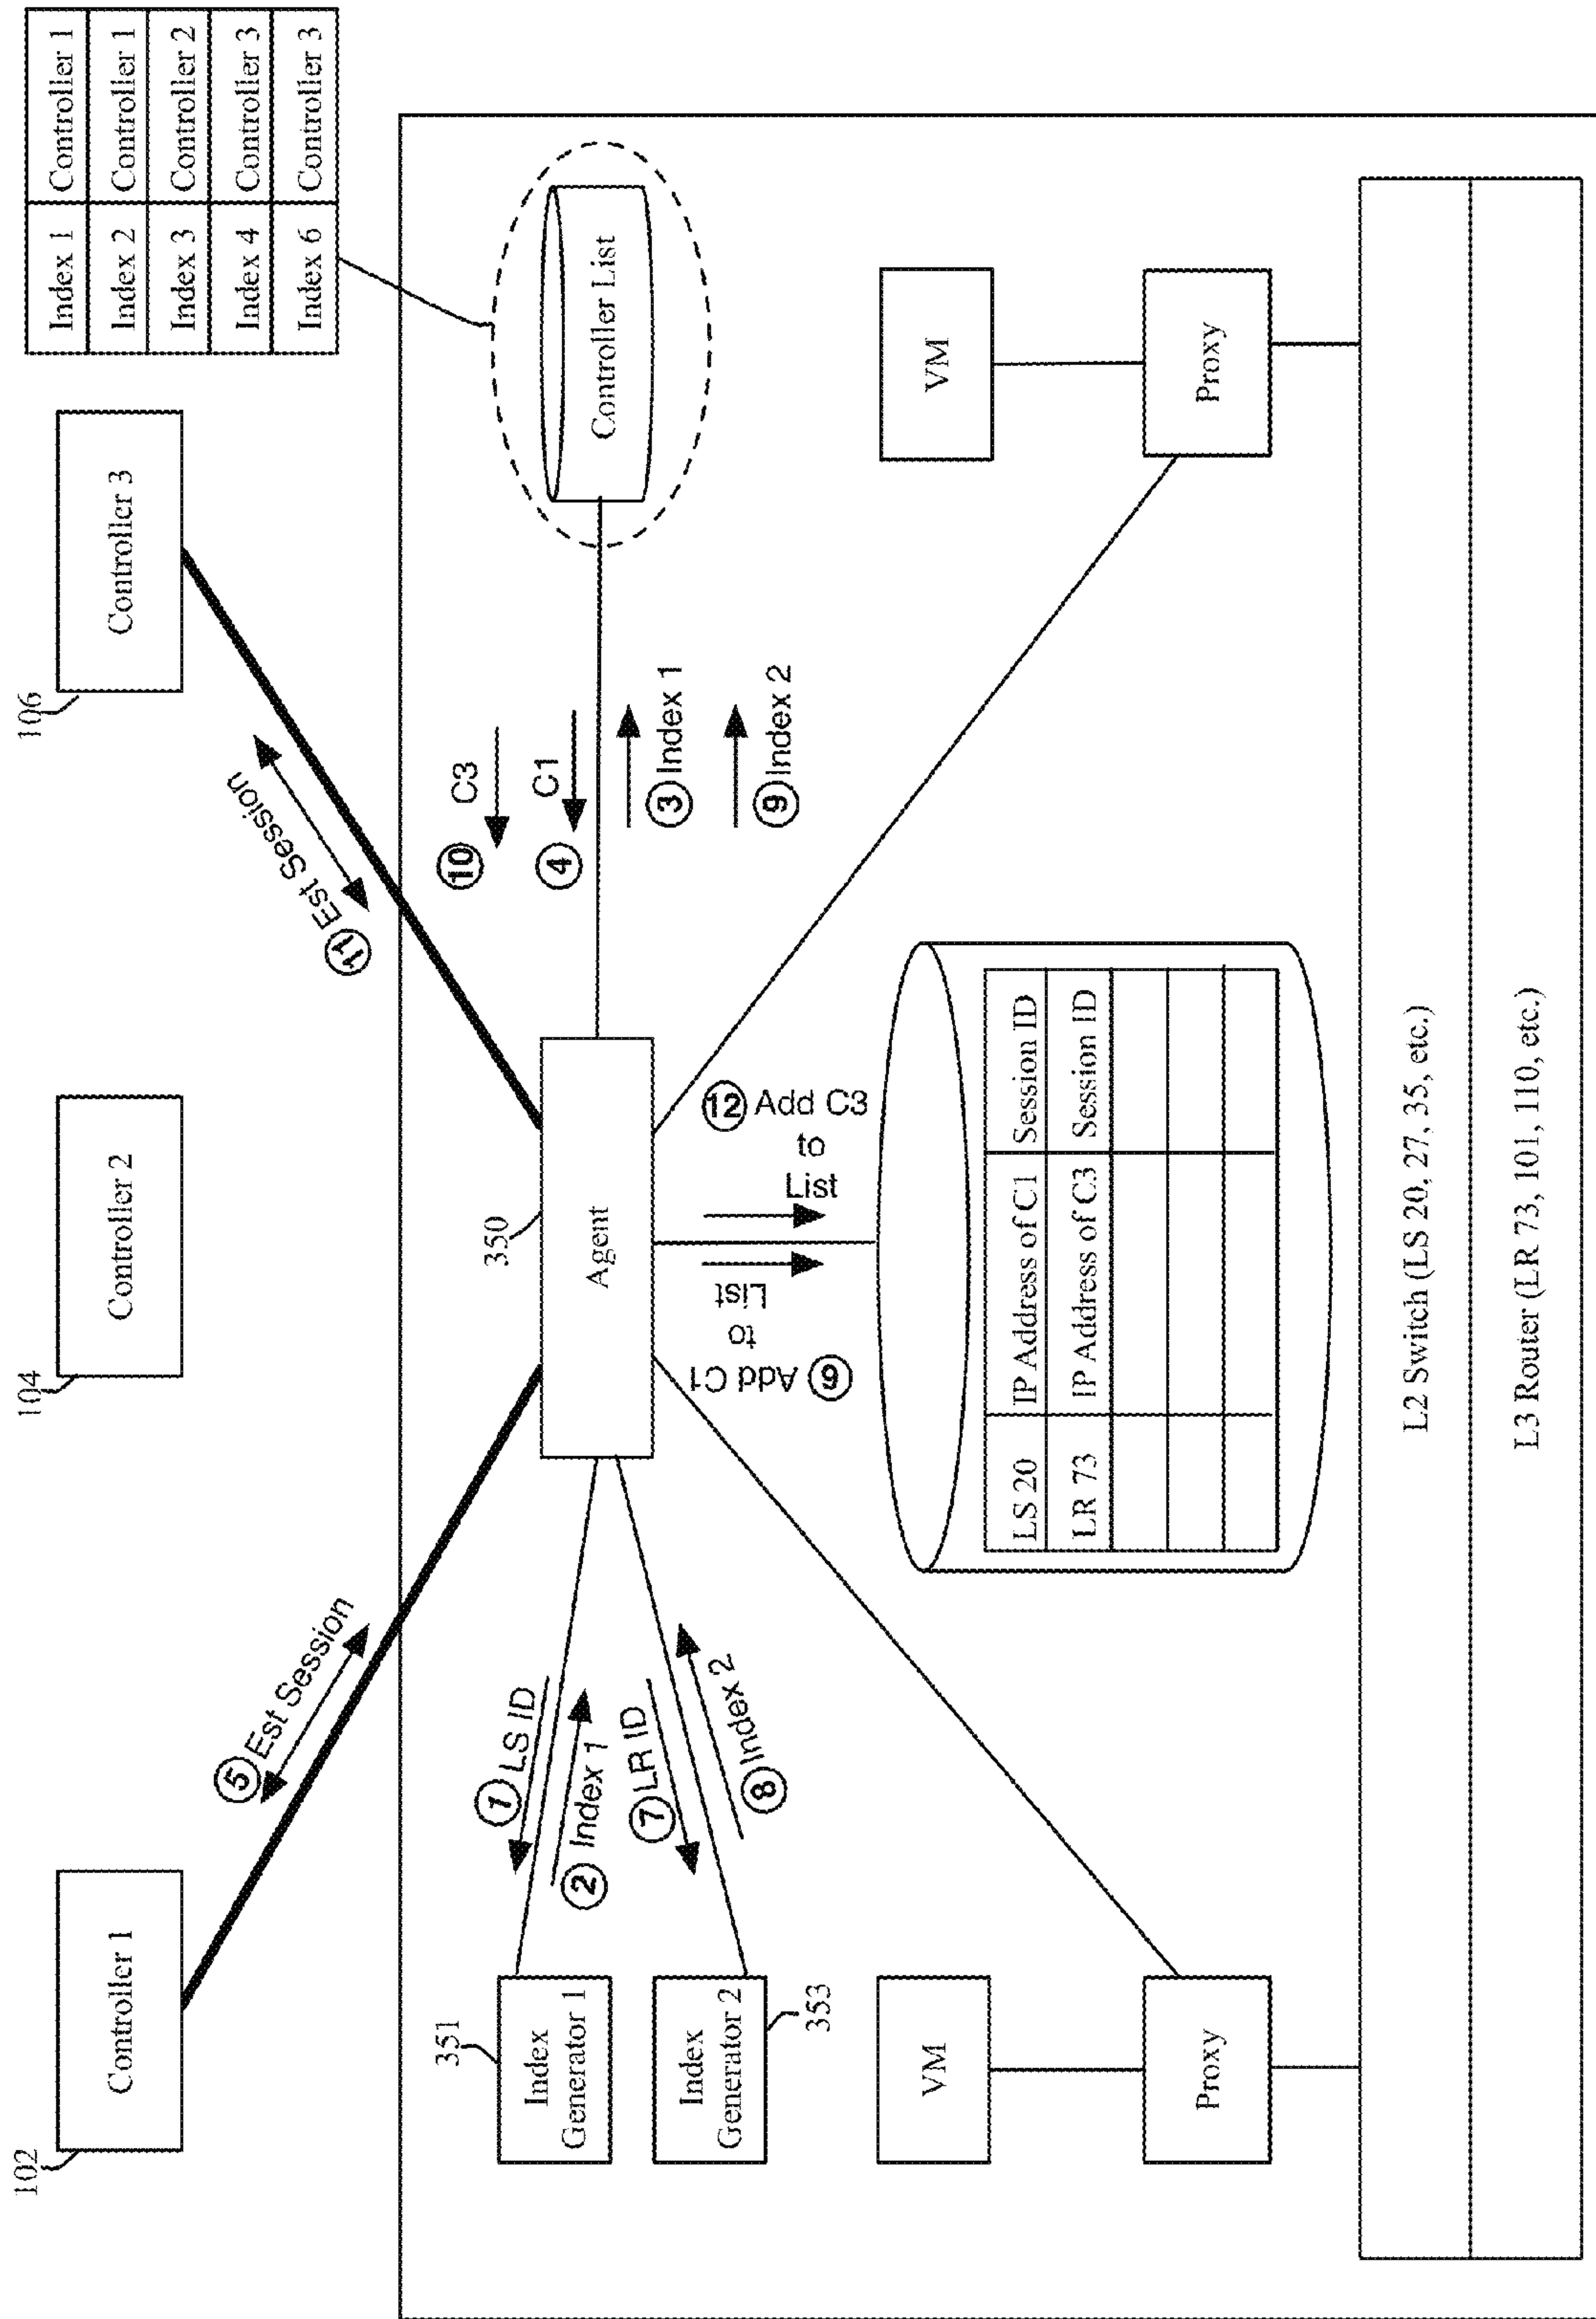 102
Controller 1
104
Controller 2
106
Controller 3
Index 1 Controller 1
Index 2 Controller 1
Index 3 Controller 2
Index 4 Controller 3
Index 6 Controller 3
5 Est Session
11 Est Session
351
Index
Generator 1
Index
Generator 2
353
1 LS ID
2 Index 1
7 LR ID
8 Index 2
350
Agent
10 C3
4 C1
3 Index 1
9 Index 2
Controller List
6 Add C1
to
List
12 Add C3
to
List
LS 20 IP Address of C1 Session ID
LR 73 IP Address of C3 Session ID
VM
Proxy
VM
Proxy
L2 Switch (LS 20, 27, 35, etc.)
L3 Router (LR 73, 101, 110, etc.)